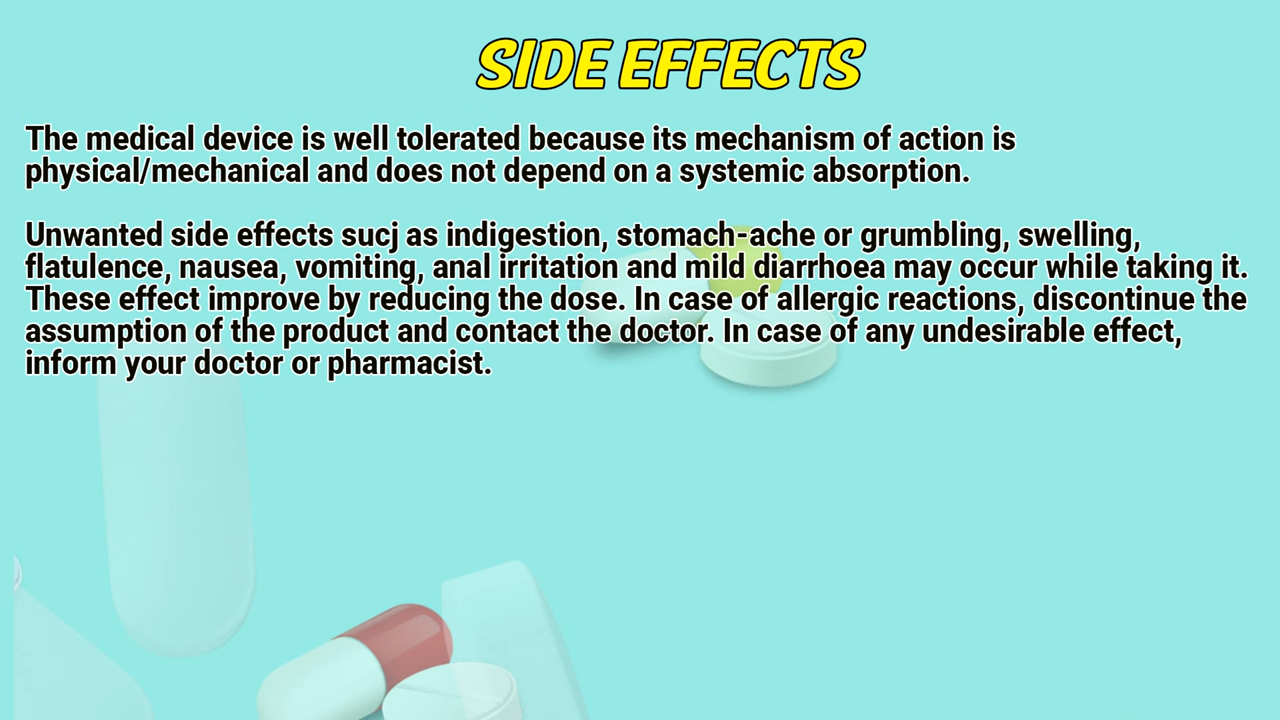 SIDE EFFECTS
The medical device is well tolerated because its mechanism of action is
physical/mechanical and does not depend on a systemic absorption.
Unwanted side effects sucj as indigestion, stomach-ache or grumbling, swelling,
flatulence, nausea, vomiting, anal irritation and mild diarrhoea may occur while taking it.
These effect improve by reducing the dose. In case of allergic reactions, discontinue the
assumption of the product and contact the doctor. In case of any undesirable effect,
inform your doctor or pharmacist.